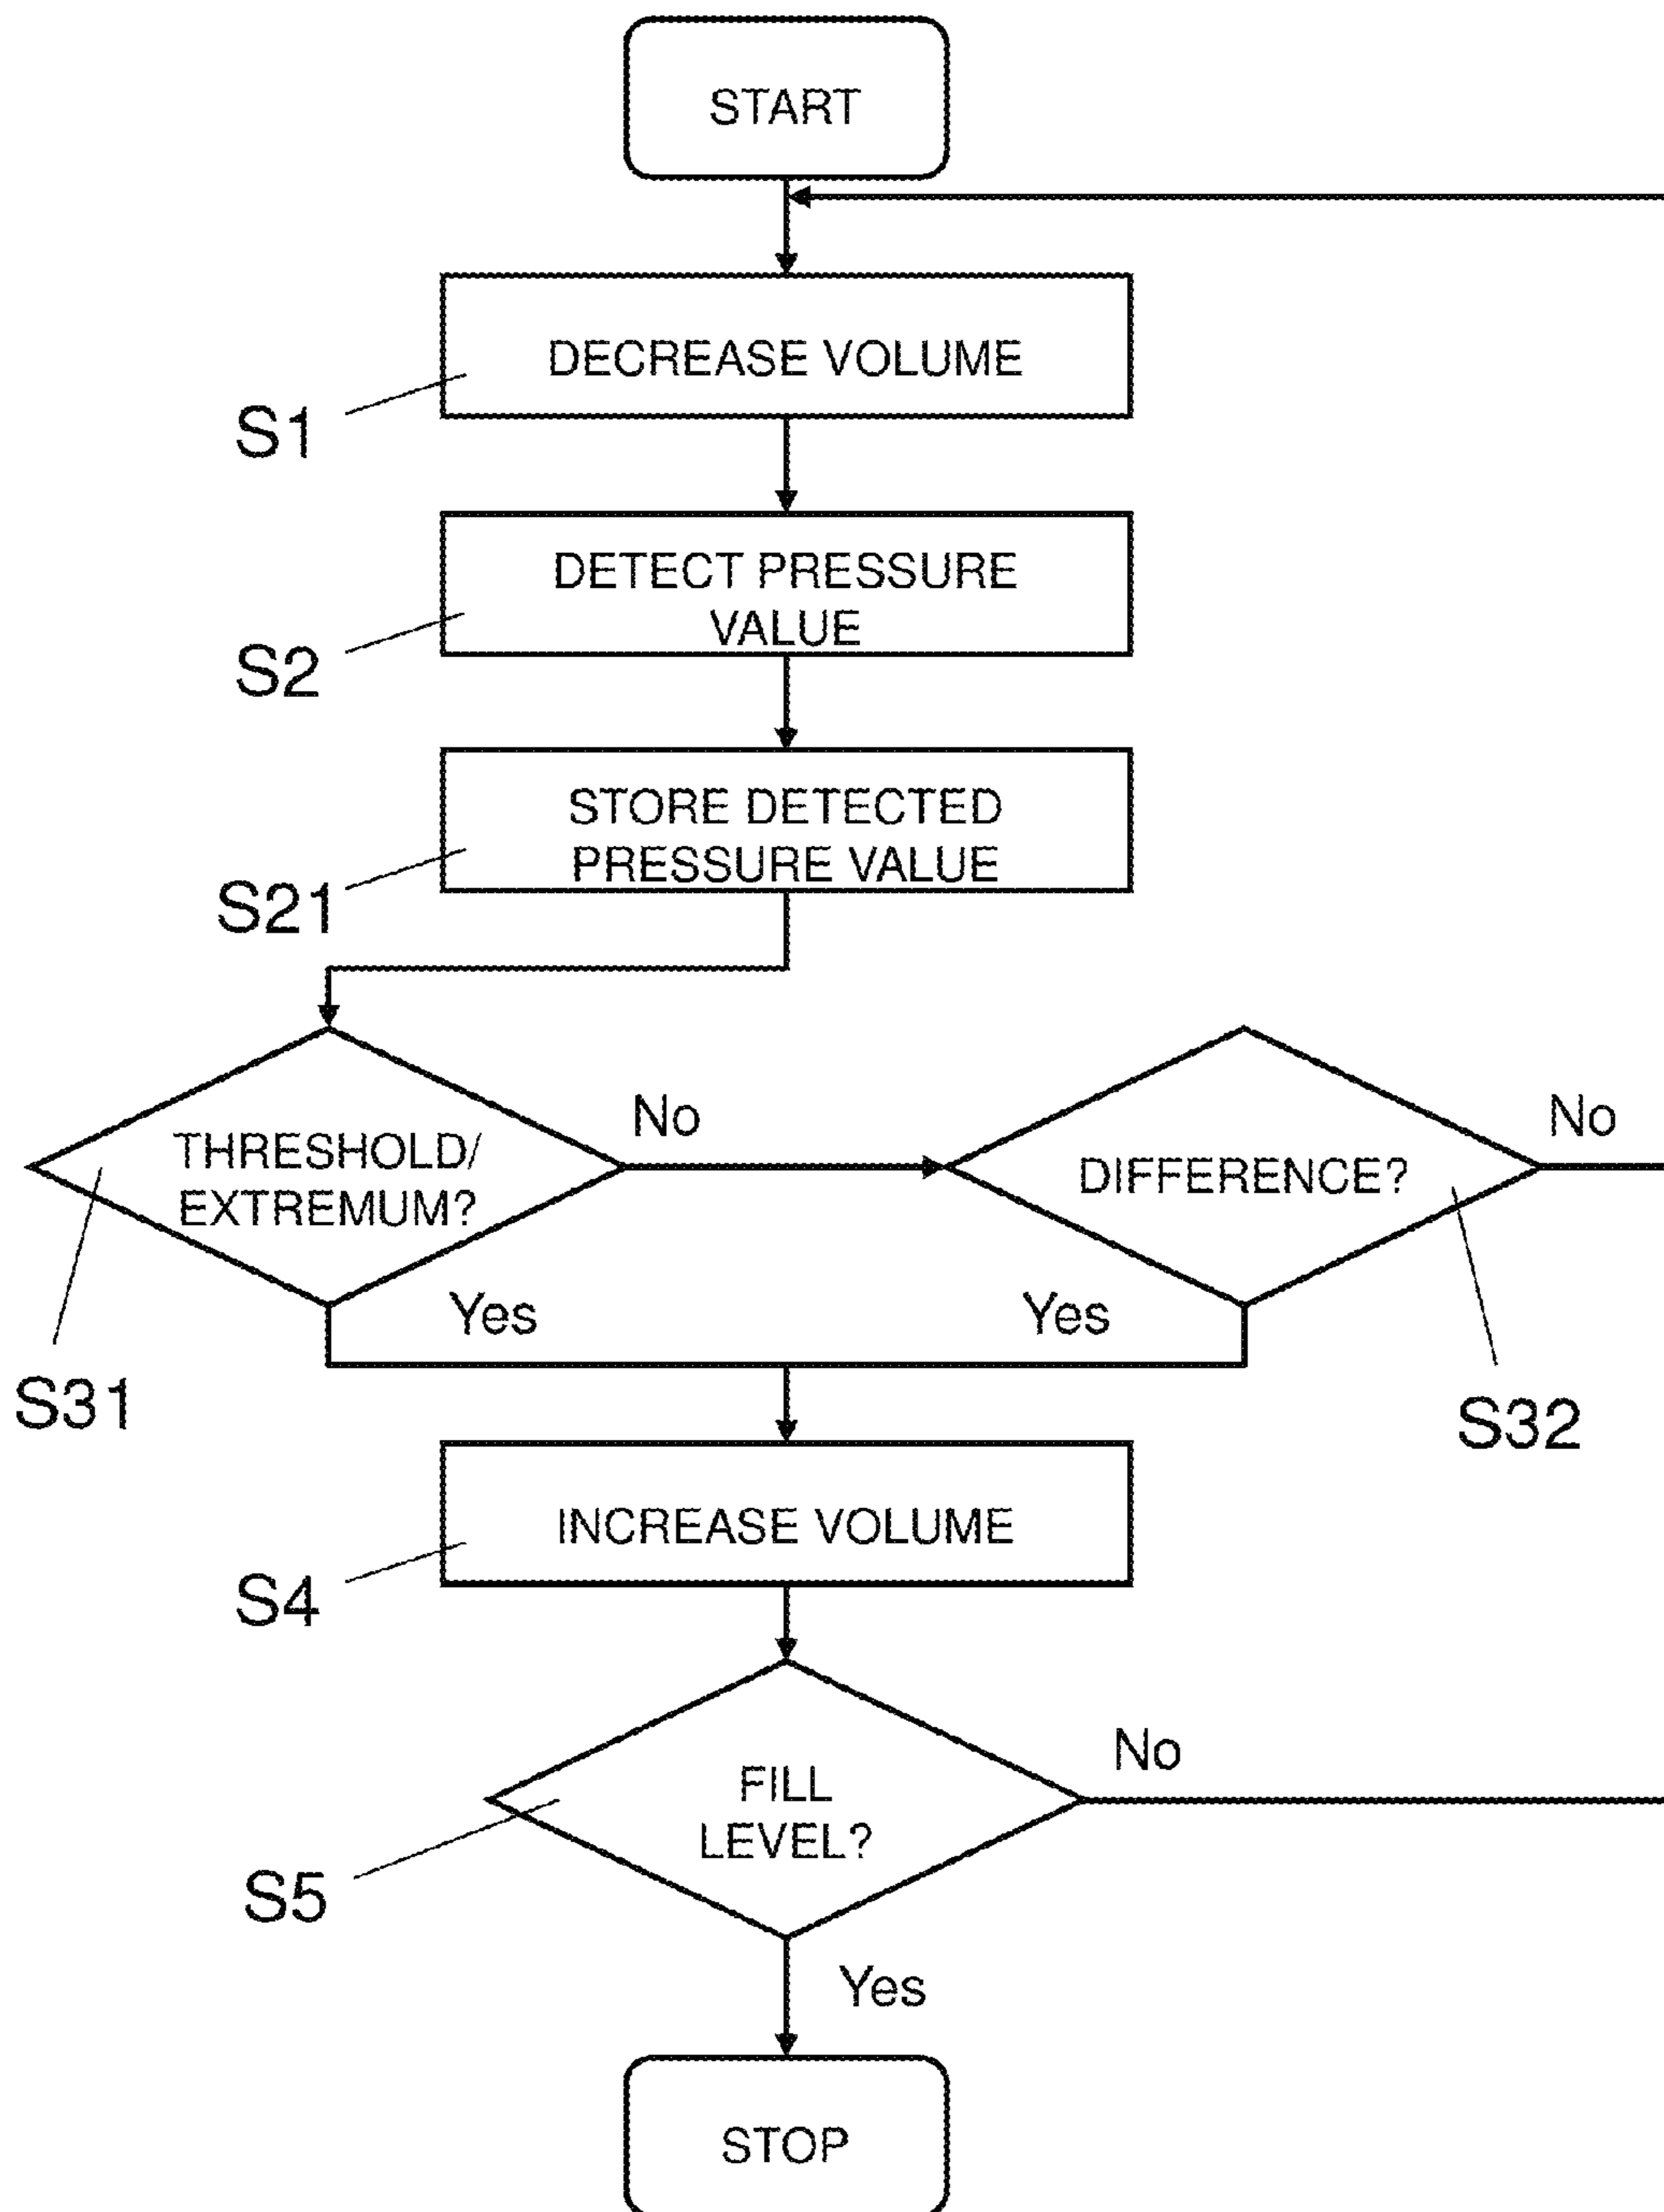 START
DECREASE VOLUME
S1
DETECT PRESSURE
VALUE
S2
STORE DETECTED
PRESSURE VALUE
S21
No
No
THRESHOLD/
EXTREMUM?
DIFFERENCE?
Yes
Yes
S31
S32
INCREASE VOLUME
S4
No
FILL
LEVEL?
S5
Yes
STOP